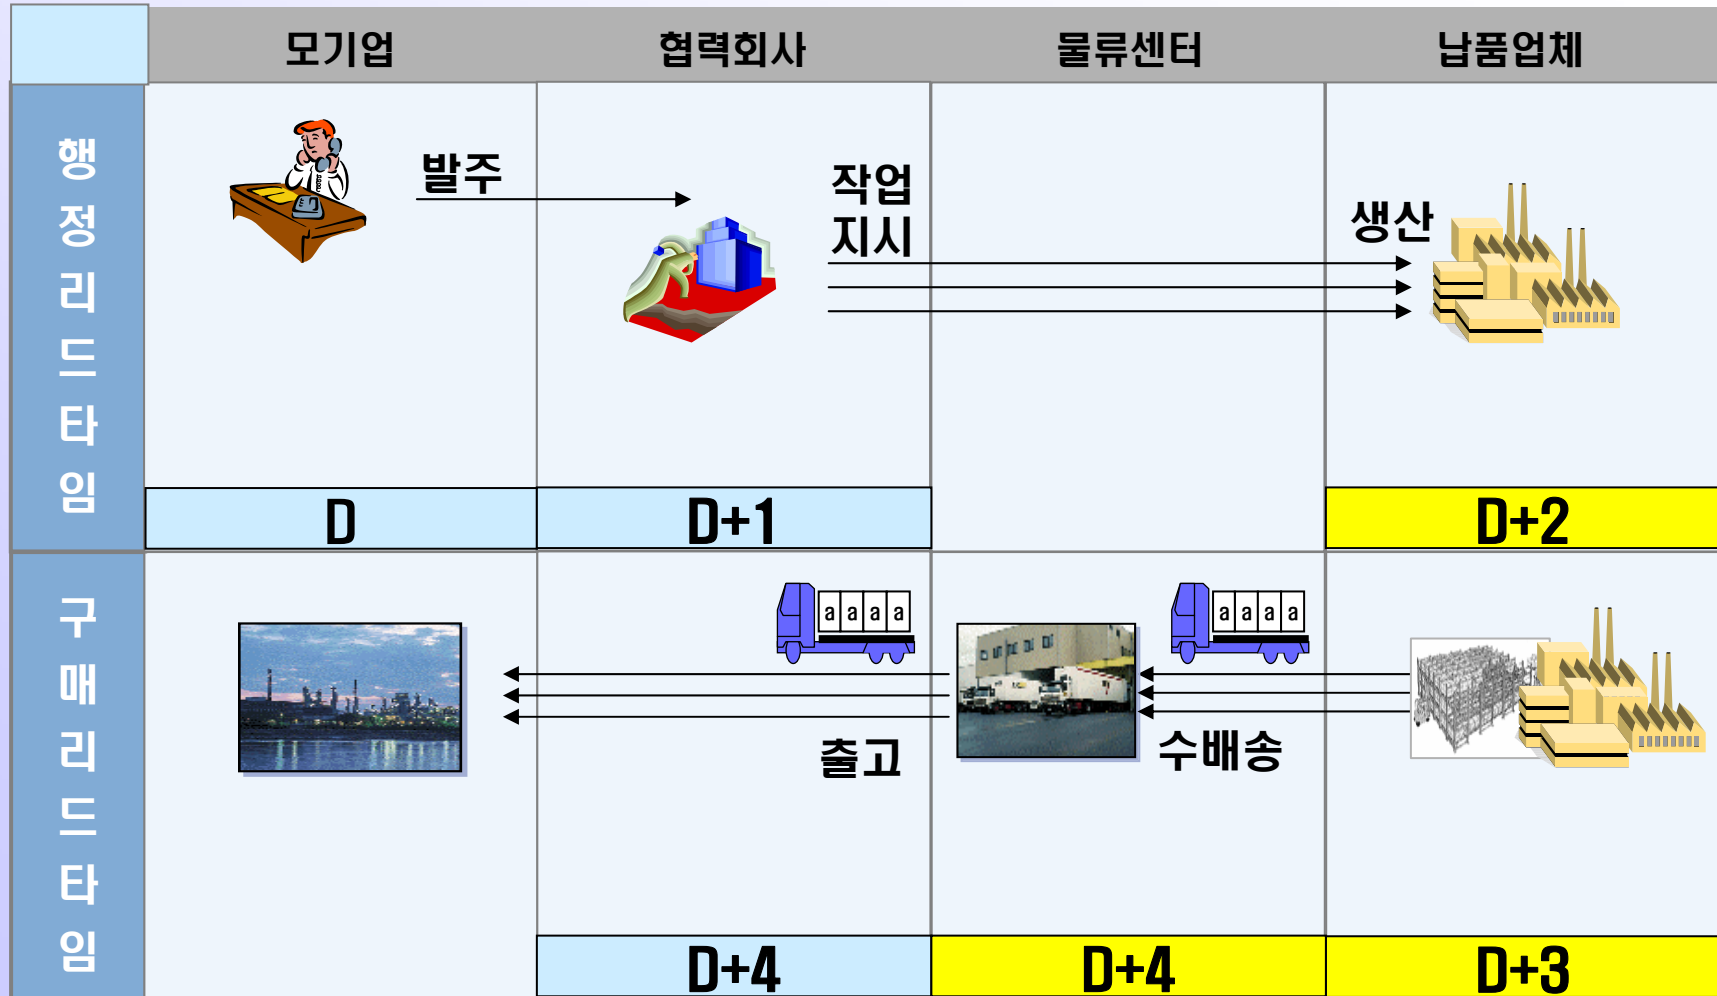 모기업 협력회사 물류센터 납품업체
행정리드타임
발주
작업
지시
생산
D D+1 D+2
구매리드타임
a a a a
a a a a
출고
수배송
D+4 D+4 D+3